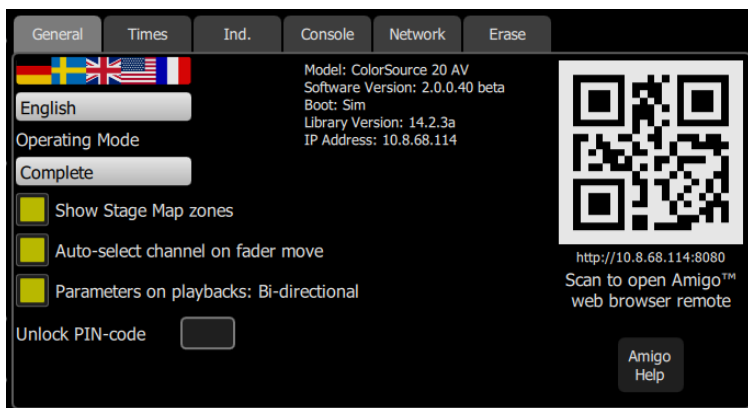 General Times Ind. Console Network Erase
English
Operating Mode
Complete
Show Stage Map zones
Auto-select channel on fader move
Parameters on playbacks: Bi-directional
Unlock PIN-code
Model: ColorSource 20 AV
Software Version: 2.0.0.40 beta
Boot: Sim
Library Version: 14.2.3a
IP Address: 10.8.68.114
http://10.8.68.114:8080
Scan to open Amigo™
web browser remote
Amigo
Help